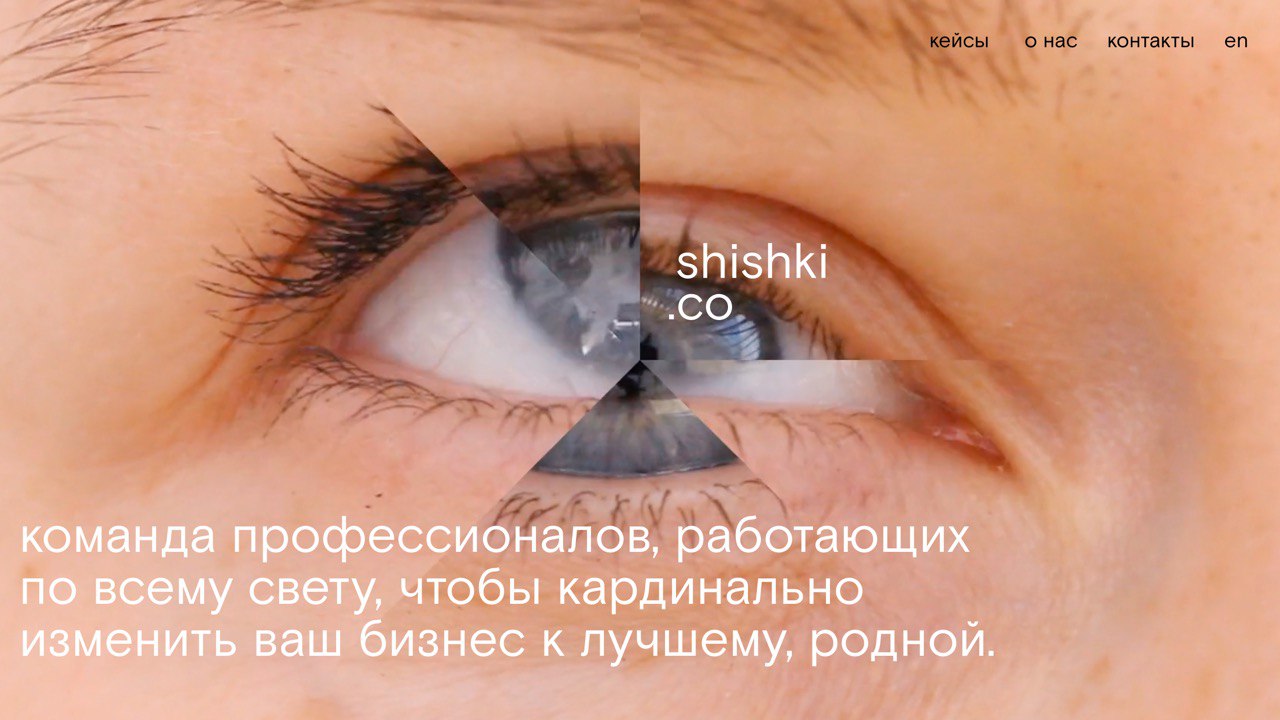 кейсы о нас контакты en
shishki
.co
команда профессионалов, работающих
по всему свету, чтобы кардинально
изменить ваш бизнес к лучшему, родной.